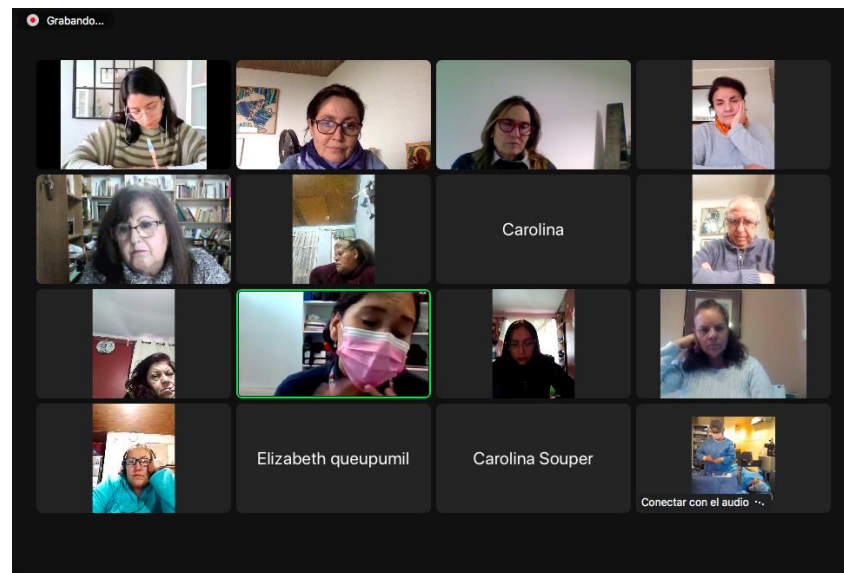 Grabando...
Carolina
Elizabeth queupumil
Carolina Souper
Conectar con el audio ...